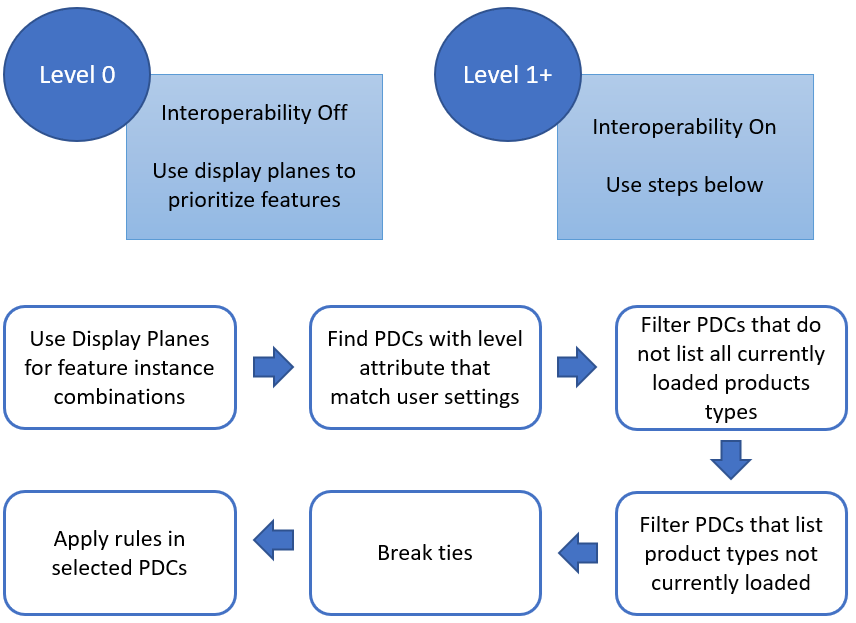 Level 0
Interoperability Off
Use display planes to
prioritize features
Level 1+
Interoperability On
Use steps below
Use Display Planes
for feature instance
combinations
Find PDCs with level
attribute that
match user settings
Filter PDCs that do
not list all currently
loaded products
types
Filter PDCs that list
product types not
currently loaded
Break ties
Apply rules in
selected PDCs